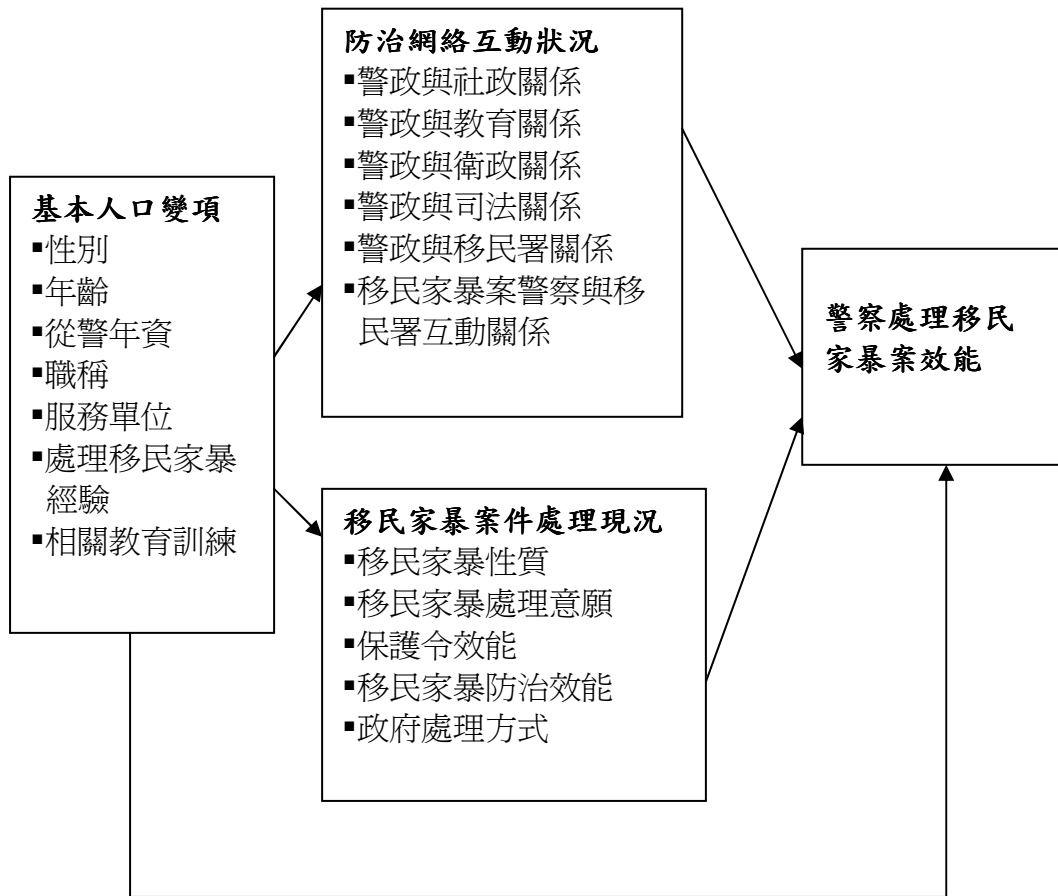 防治網絡互動狀況
▪警政與社政關係
▪警政與教育關係
▪警政與衛政關係
▪警政與司法關係
▪警政與移民署關係
▪移民家暴案警察與移
民署互動關係
基本人口變項
▪性別
▪年齡
▪從警年資
▪職稱
▪服務單位
▪處理移民家暴
經驗
▪相關教育訓練
警察處理移民
家暴案效能
移民家暴案件處理現況
▪移民家暴性質
▪移民家暴處理意願
▪保護令效能
▪移民家暴防治效能
▪政府處理方式